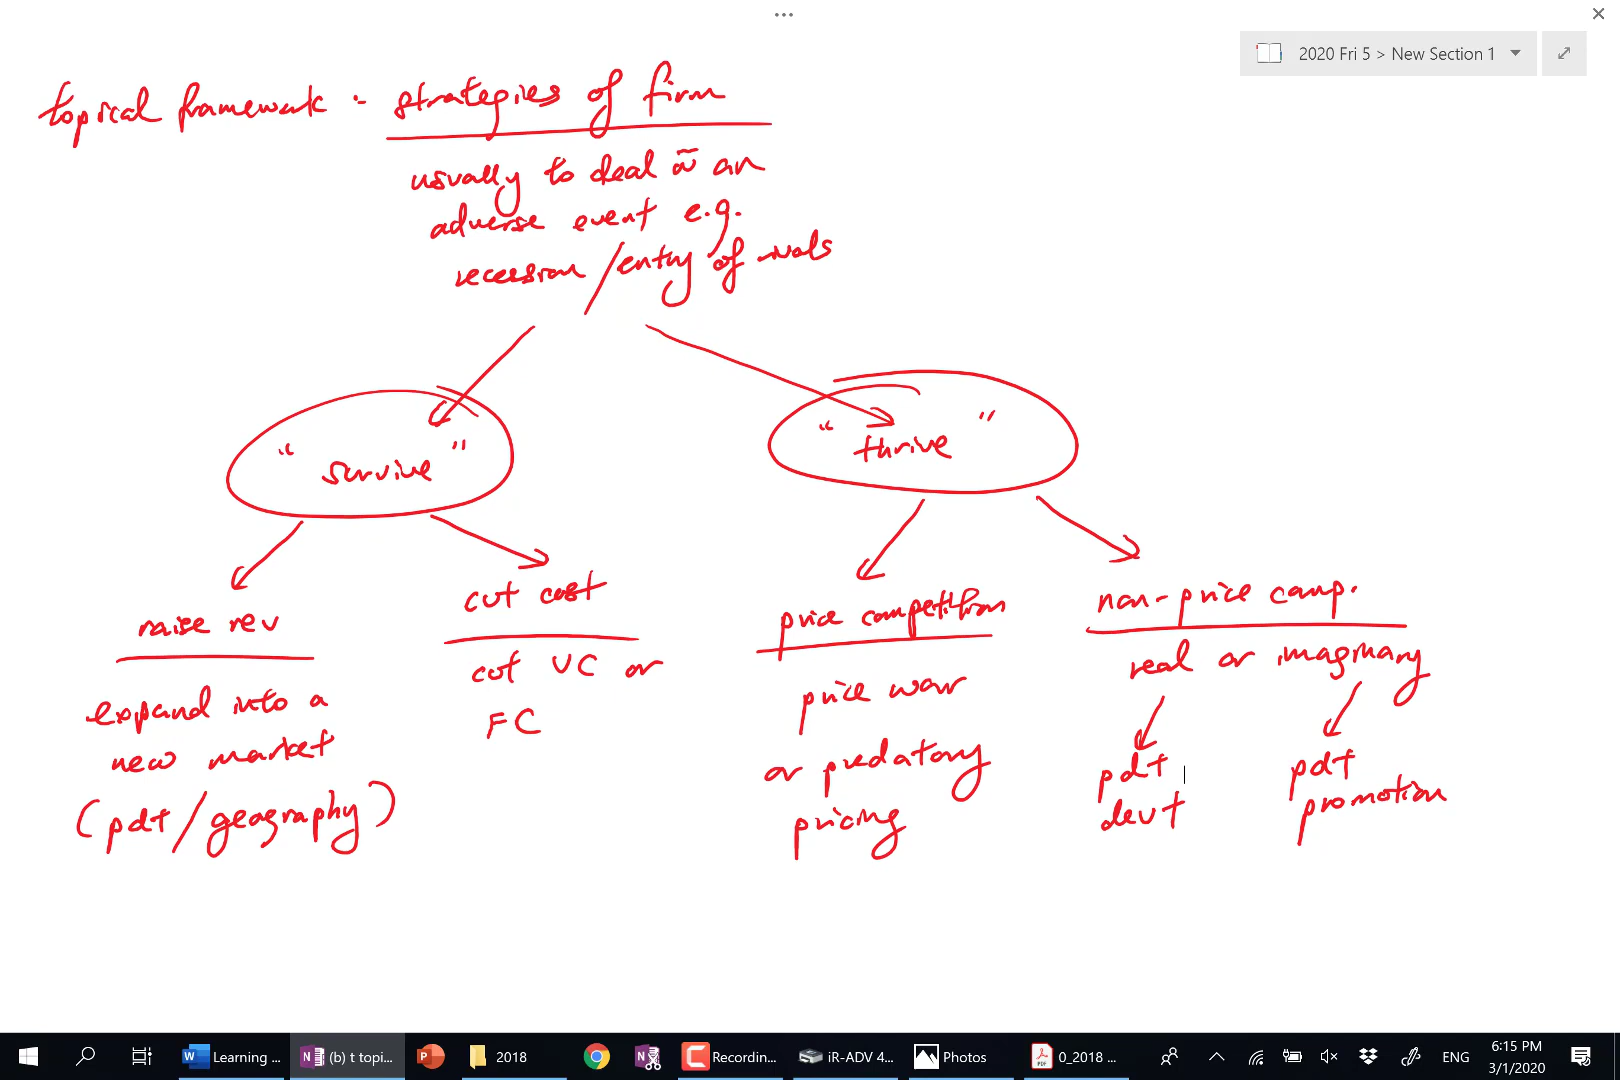 •••
2020 Fri 5 > New Section 1
topical framework : strategies of firm
usually to deal w̃ an
adverse event e.g.
recession / entry of rivals
" survive "
" thrive "
raise rev
expand into a
new market
(pdt / geography)
cut cost
cut VC or
FC
price competition
price war
or predatory
pricing
non-price comp.
real or imaginary
pdt
devt
pdt
promotion
Learning ...
(b) t topi...
2018
Recordin...
iR-ADV 4...
Photos
0_2018 ...
ENG
6:15 PM
3/1/2020